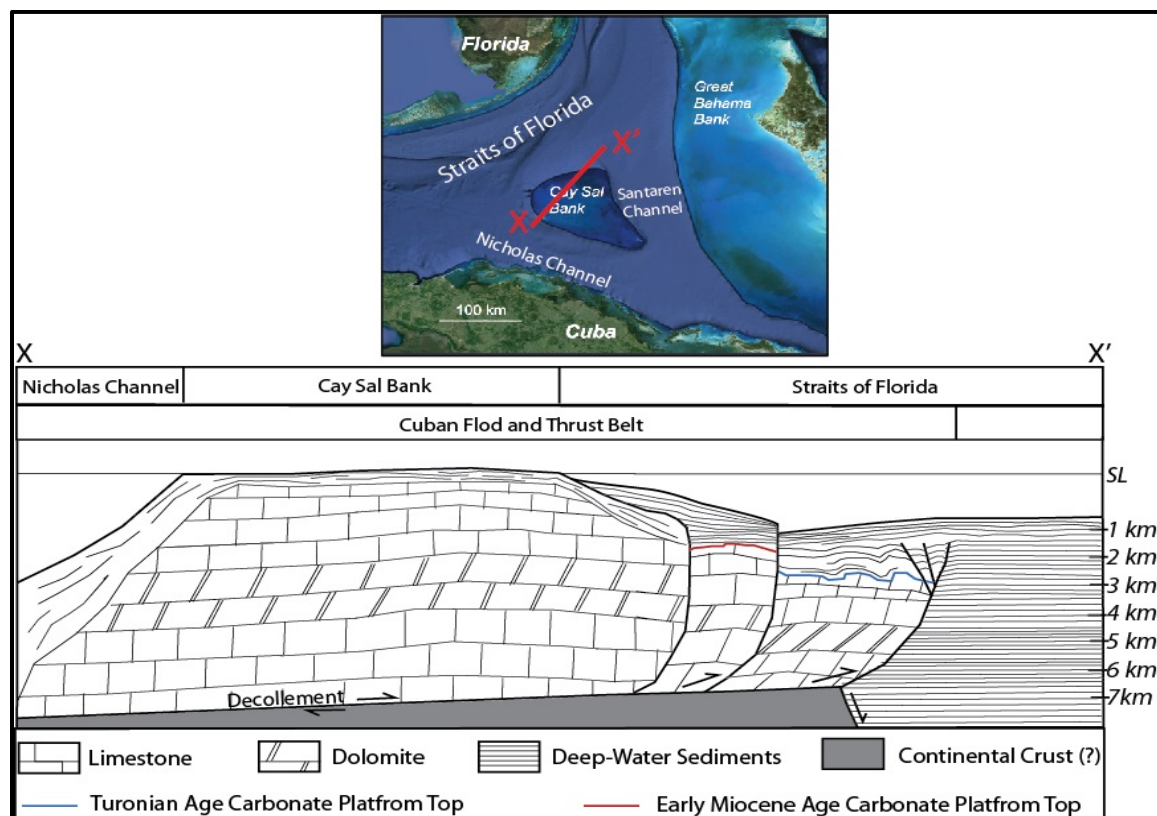 Florida
Straits of Florida
Great
Bahama
Bank
X'
Cay Sal
Bank
Santaren
Channel
X
Nicholas Channel
100 km
Cuba
X
X'
Nicholas Channel
Cay Sal Bank
Straits of Florida
Cuban Flod and Thrust Belt
SL
1 km
2 km
3 km
4 km
5 km
6 km
7km
Decollement
Limestone
Dolomite
Deep-Water Sediments
Continental Crust (?)
Turonian Age Carbonate Platfrom Top
Early Miocene Age Carbonate Platfrom Top